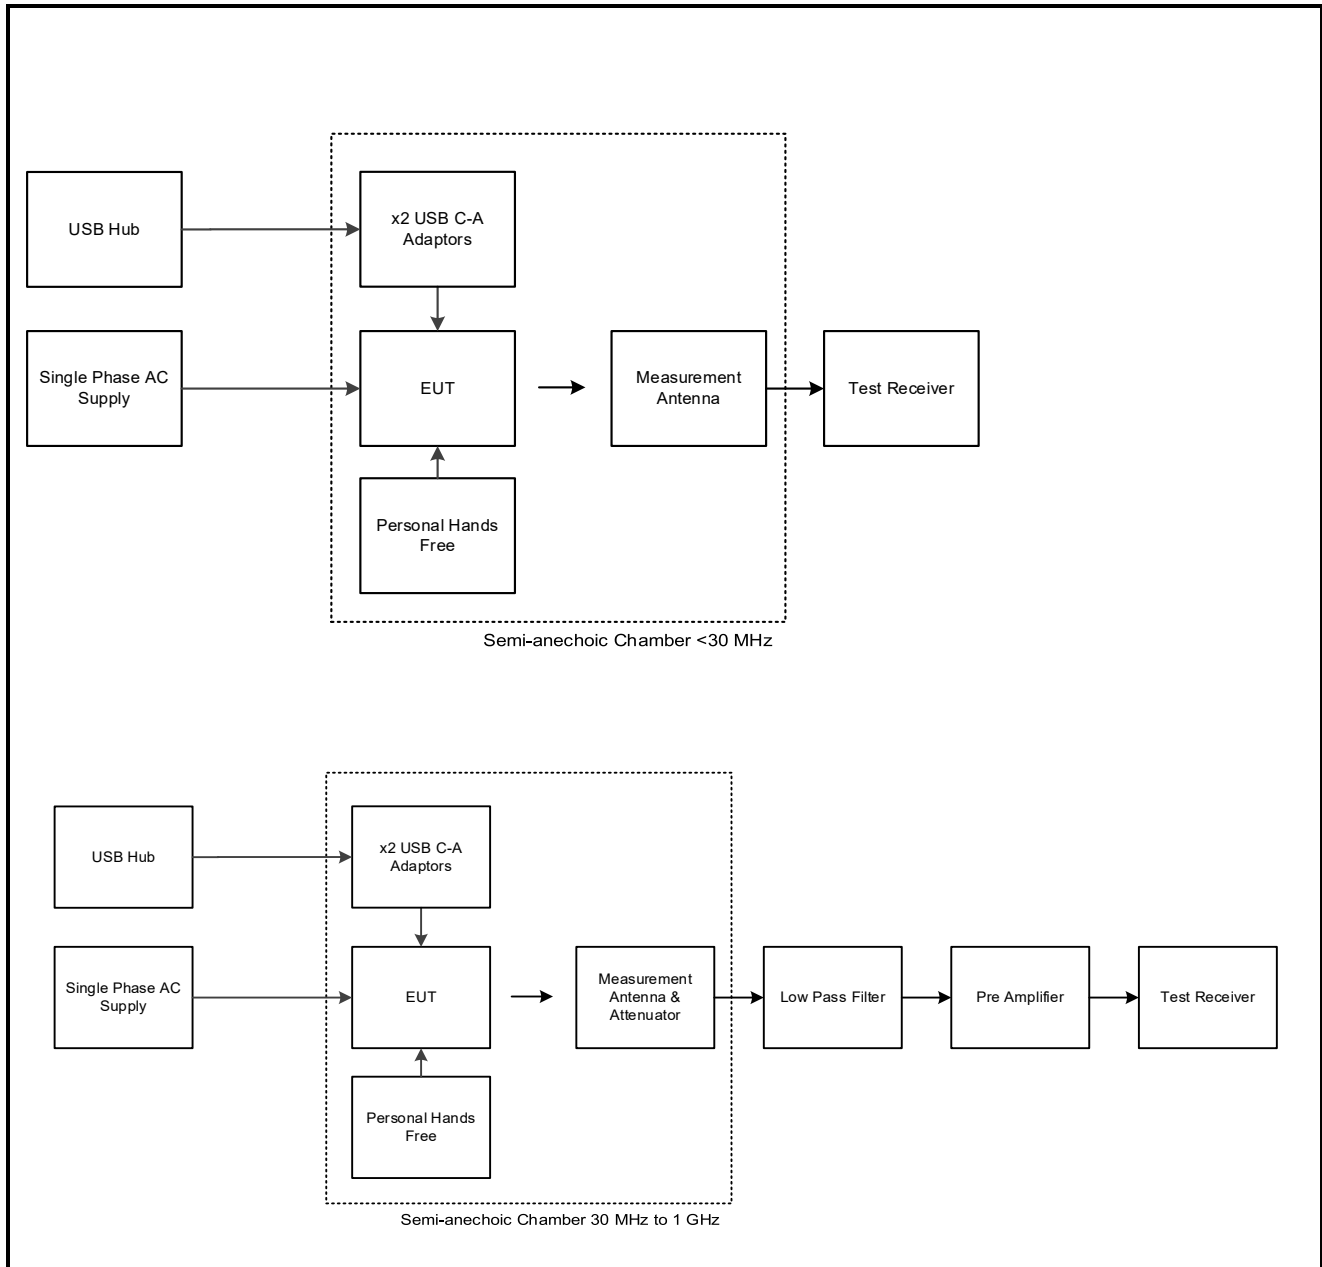 USB Hub
x2 USB C-A
Adaptors
Single Phase AC
Supply
EUT
Measurement
Antenna
Test Receiver
Personal Hands
Free
Semi-anechoic Chamber <30 MHz
USB Hub
x2 USB C-A
Adaptors
Single Phase AC
Supply
EUT
Measurement
Antenna &
Attenuator
Low Pass Filter
Pre Amplifier
Test Receiver
Personal Hands
Free
Semi-anechoic Chamber 30 MHz to 1 GHz